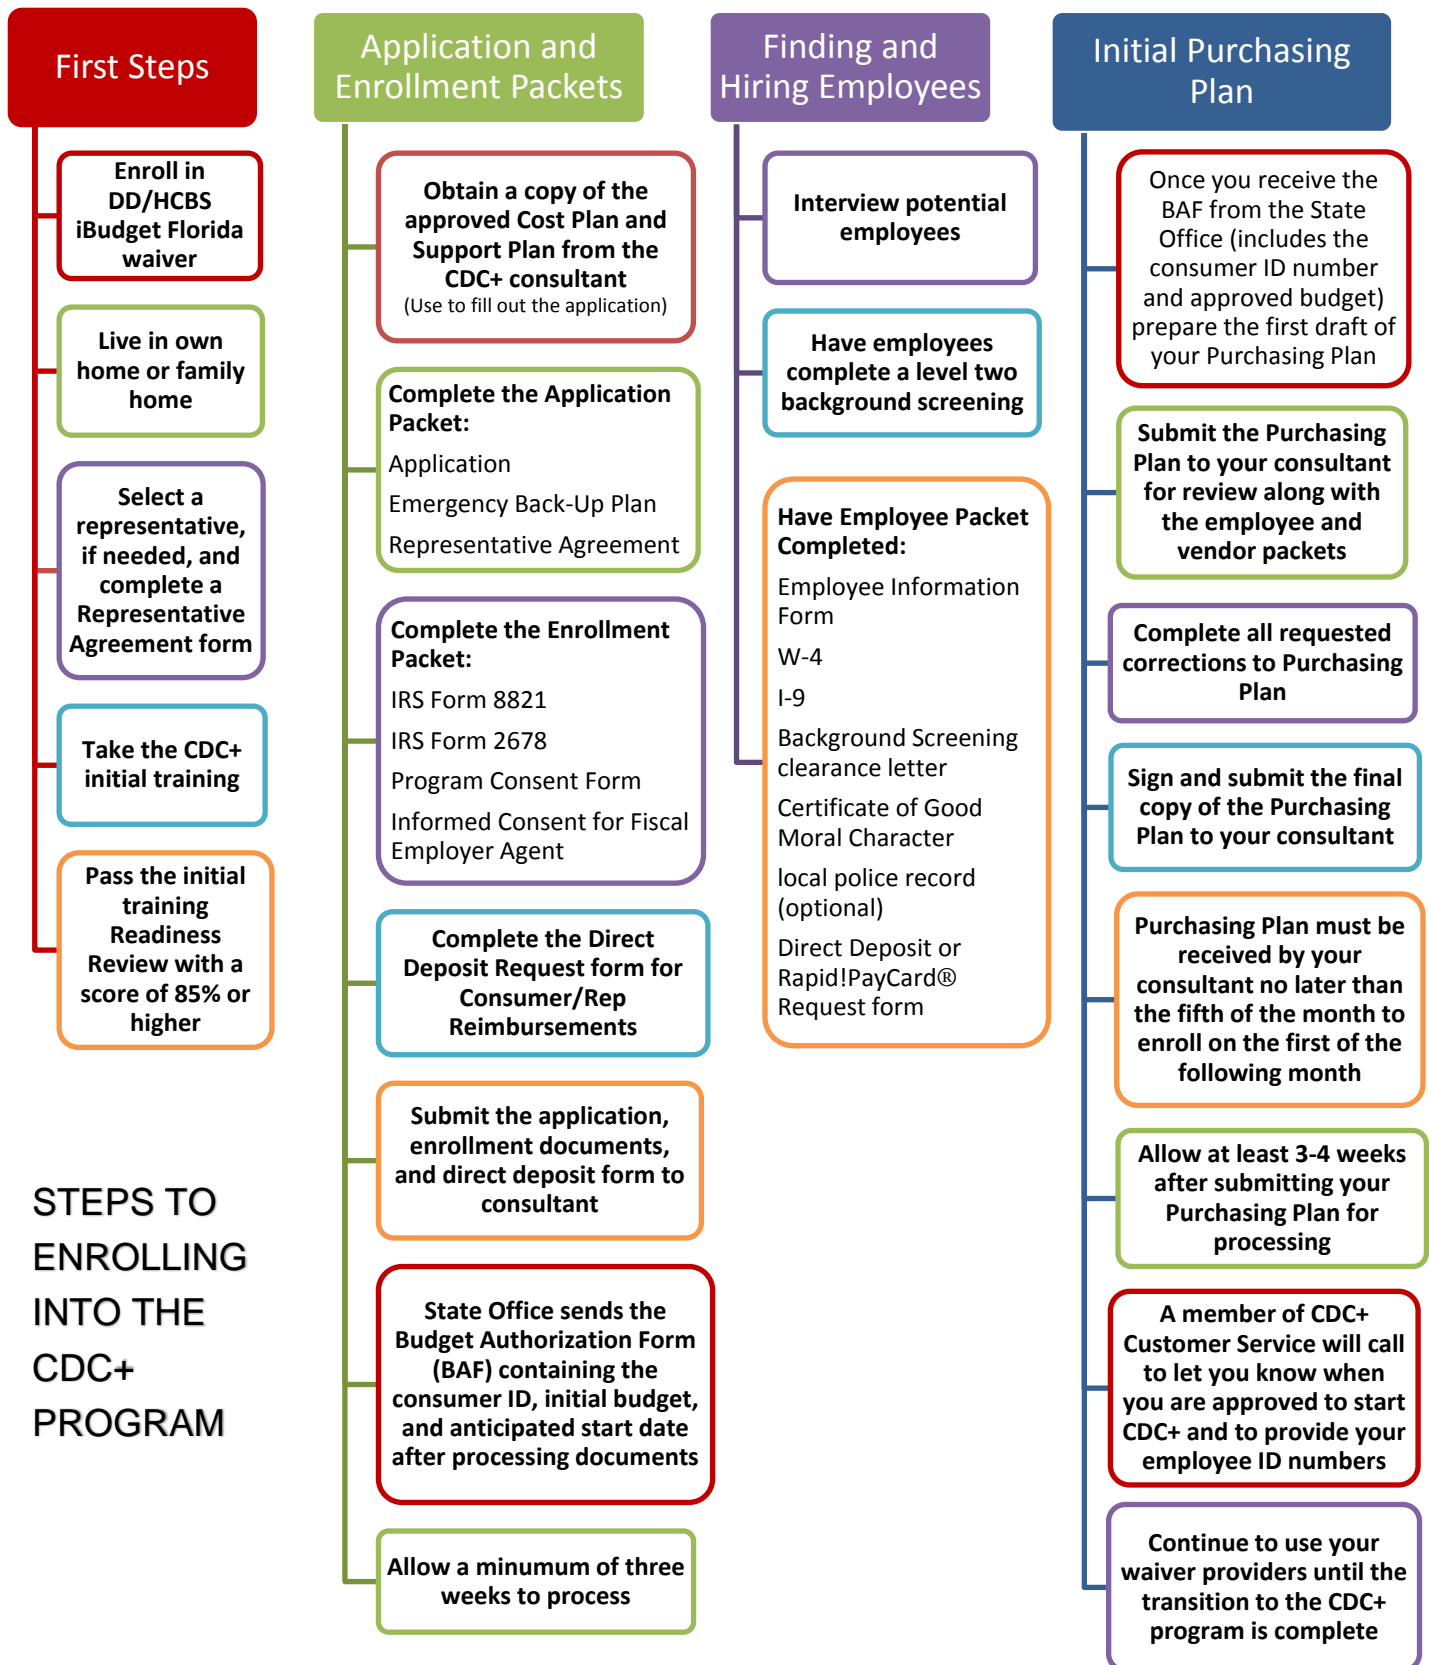 First Steps
Enroll in
DD/HCBS
iBudget Florida
waiver
Live in own
home or family
home
Select a
representative,
if needed, and
complete a
Representative
Agreement form
Take the CDC+
initial training
Pass the initial
training
Readiness
Review with a
score of 85% or
higher
STEPS TO
ENROLLING
INTO THE
CDC+
PROGRAM
Application and
Enrollment Packets
Obtain a copy of the
approved Cost Plan and
Support Plan from the
CDC+ consultant
(Use to fill out the application)
Complete the Application
Packet:
Application
Emergency Back-Up Plan
Representative Agreement
Complete the Enrollment
Packet:
IRS Form 8821
IRS Form 2678
Program Consent Form
Informed Consent for Fiscal
Employer Agent
Complete the Direct
Deposit Request form for
Consumer/Rep
Reimbursements
Submit the application,
enrollment documents,
and direct deposit form to
consultant
State Office sends the
Budget Authorization Form
(BAF) containing the
consumer ID, initial budget,
and anticipated start date
after processing documents
Allow a minumum of three
weeks to process
Finding and
Hiring Employees
Interview potential
employees
Have employees
complete a level two
background screening
Have Employee Packet
Completed:
Employee Information
Form
W-4
I-9
Background Screening
clearance letter
Certificate of Good
Moral Character
local police record
(optional)
Direct Deposit or
Rapid!PayCard®
Request form
Initial Purchasing
Plan
Once you receive the
BAF from the State
Office (includes the
consumer ID number
and approved budget)
prepare the first draft of
your Purchasing Plan
Submit the Purchasing
Plan to your consultant
for review along with
the employee and
vendor packets
Complete all requested
corrections to Purchasing
Plan
Sign and submit the final
copy of the Purchasing
Plan to your consultant
Purchasing Plan must be
received by your
consultant no later than
the fifth of the month to
enroll on the first of the
following month
Allow at least 3-4 weeks
after submitting your
Purchasing Plan for
processing
A member of CDC+
Customer Service will call
to let you know when
you are approved to start
CDC+ and to provide your
employee ID numbers
Continue to use your
waiver providers until the
transition to the CDC+
program is complete